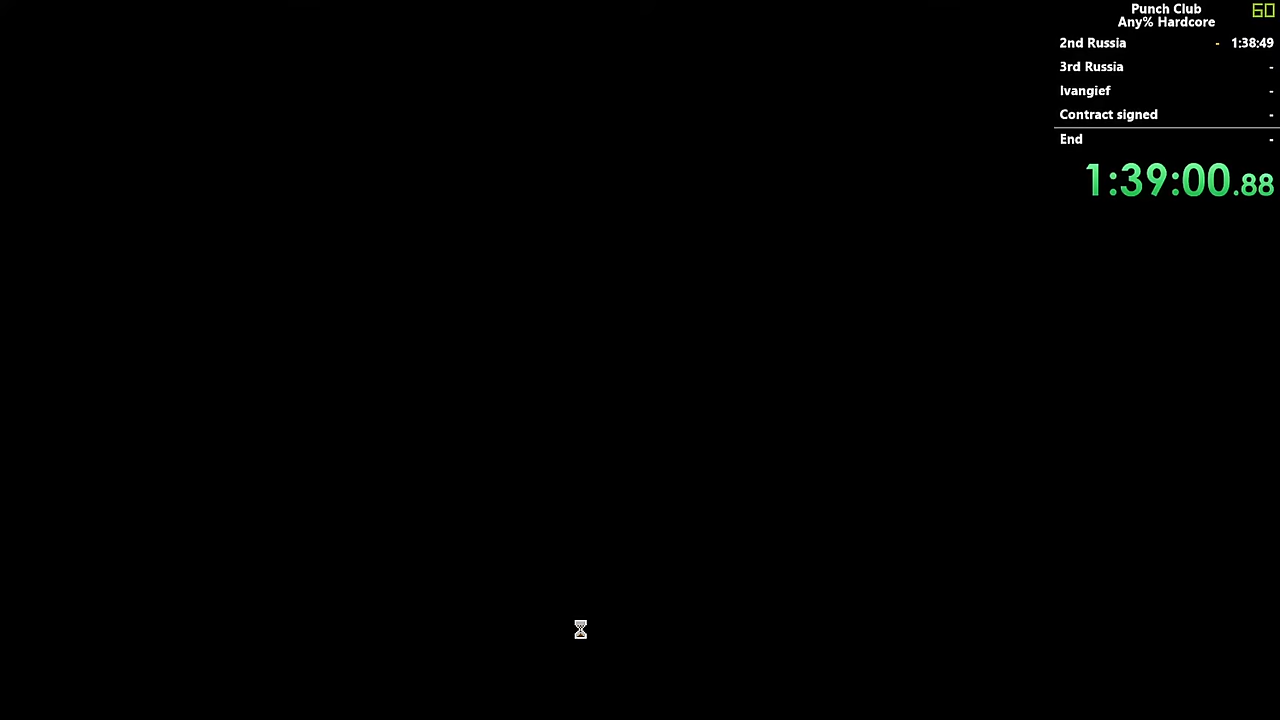 Punch Club
60
Any% Hardcore
2nd Russia - 1:38:49
3rd Russia -
Ivangief -
Contract signed -
End -
1:39:00.88